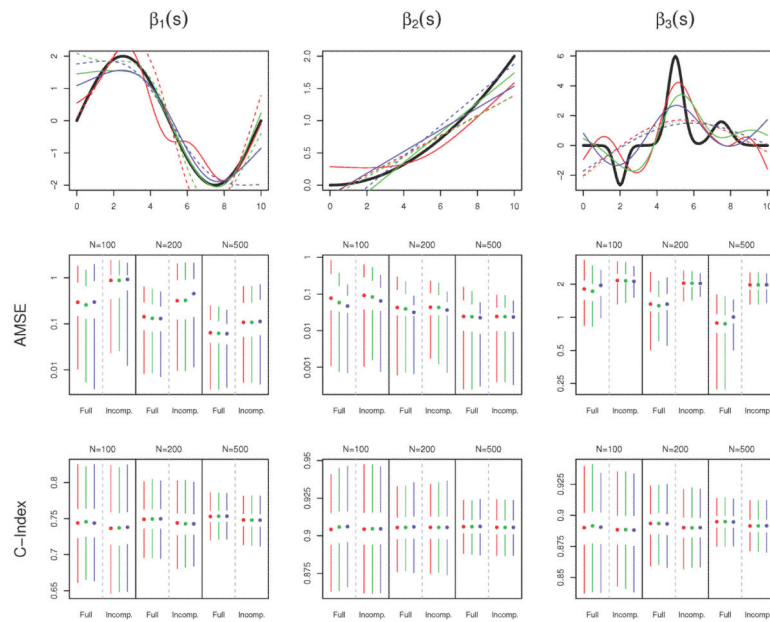 β₁(s) β₂(s) β₃(s)
2 1 0 -1 -2
0 2 4 6 8 10
2.0 1.5 1.0 0.5 0.0
0 2 4 6 8 10
6 4 2 0 -2
0 2 4 6 8 10
AMSE
N=100 N=200 N=500
1 0.1 0.01
Full Incomp. Full Incomp. Full Incomp.
N=100 N=200 N=500
1 0.1 0.01 0.001
Full Incomp. Full Incomp. Full Incomp.
N=100 N=200 N=500
2 1 0.5 0.25
Full Incomp. Full Incomp. Full Incomp.
C-Index
N=100 N=200 N=500
0.8 0.75 0.7 0.65
Full Incomp. Full Incomp. Full Incomp.
N=100 N=200 N=500
0.95 0.925 0.9 0.875
Full Incomp. Full Incomp. Full Incomp.
N=100 N=200 N=500
0.925 0.9 0.875 0.85
Full Incomp. Full Incomp. Full Incomp.